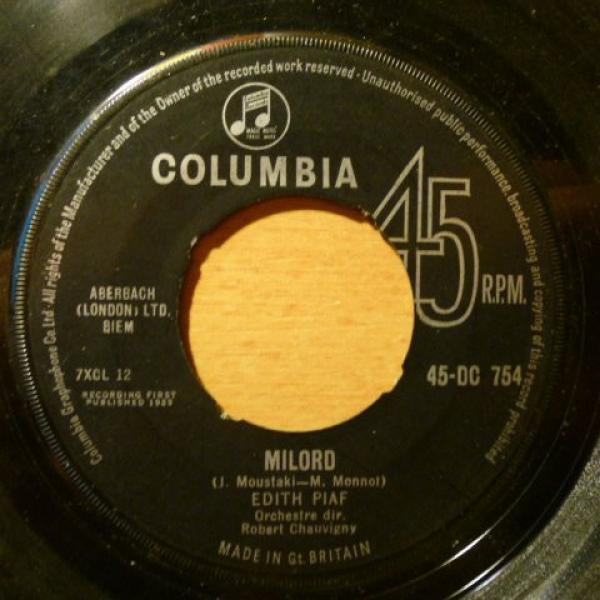 Columbia Graphophone Co. Ltd · All rights of the Manufacturer and of the Owner of the recorded work reserved · Unauthorised public performance, broadcasting and copying of this record prohibited
MAGIC NOTES
TRADE MARK
COLUMBIA
45
R.P.M.
ABERBACH
(LONDON) LTD.
BIEM
7XCL 12
45-DC 754
RECORDING FIRST
PUBLISHED 1959
MILORD
(J. Moustaki—M. Monnot)
EDITH PIAF
Orchestre dir.
Robert Chauvigny
MADE IN Gt. BRITAIN